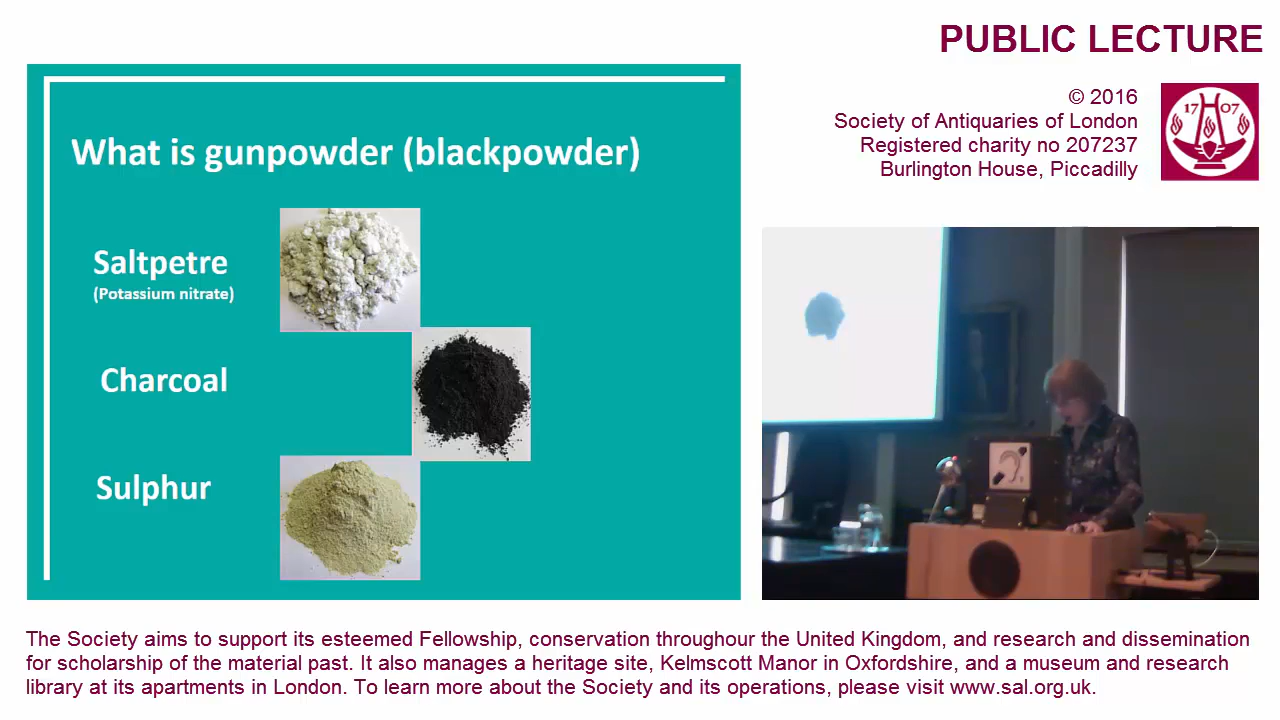 PUBLIC LECTURE
© 2016
Society of Antiquaries of London
Registered charity no 207237
Burlington House, Piccadilly
17 07
What is gunpowder (blackpowder)
Saltpetre
(Potassium nitrate)
Charcoal
Sulphur
The Society aims to support its esteemed Fellowship, conservation throughour the United Kingdom, and research and dissemination
for scholarship of the material past. It also manages a heritage site, Kelmscott Manor in Oxfordshire, and a museum and research
library at its apartments in London. To learn more about the Society and its operations, please visit www.sal.org.uk.